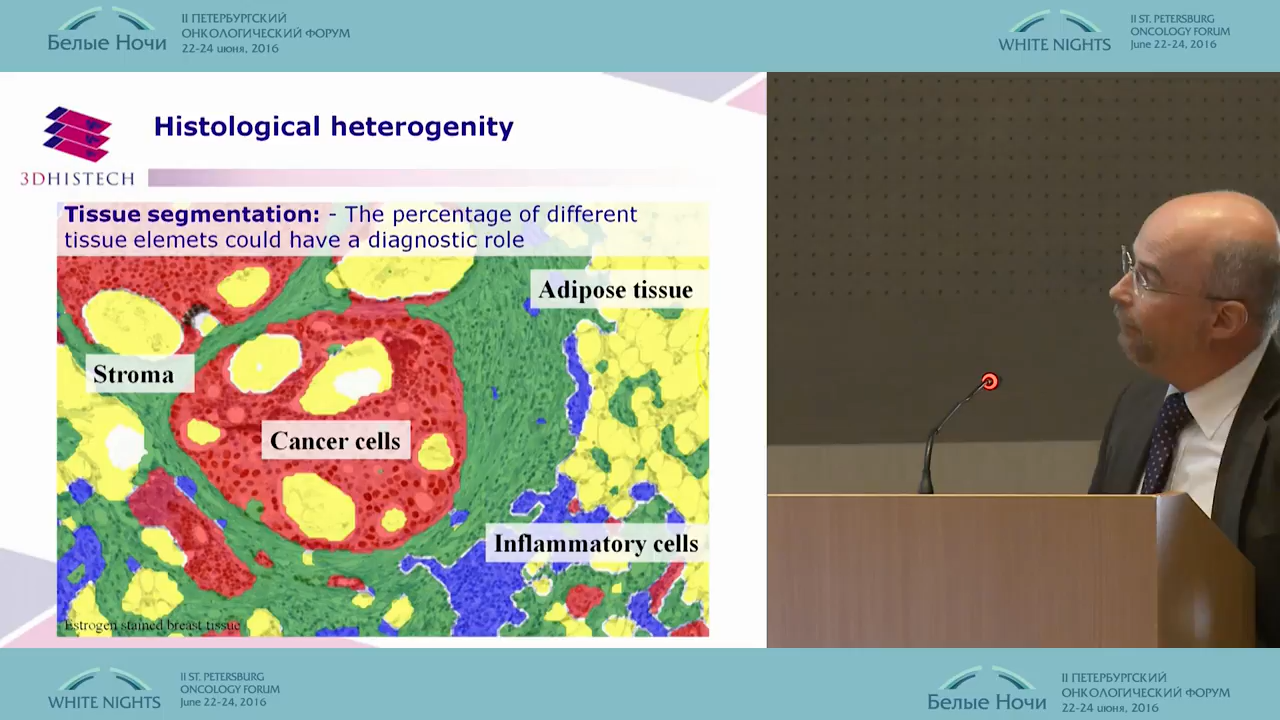 Белые Ночи
II ПЕТЕРБУРГСКИЙ
ОНКОЛОГИЧЕСКИЙ ФОРУМ
22-24 июня, 2016
WHITE NIGHTS
II ST. PETERSBURG
ONCOLOGY FORUM
June 22-24, 2016
3DHISTECH
Histological heterogenity
Tissue segmentation: - The percentage of different
tissue elemets could have a diagnostic role
Adipose tissue
Stroma
Cancer cells
Inflammatory cells
Estrogen stained breast tissue
WHITE NIGHTS
II ST. PETERSBURG
ONCOLOGY FORUM
June 22-24, 2016
Белые Ночи
II ПЕТЕРБУРГСКИЙ
ОНКОЛОГИЧЕСКИЙ ФОРУМ
22-24 июня, 2016